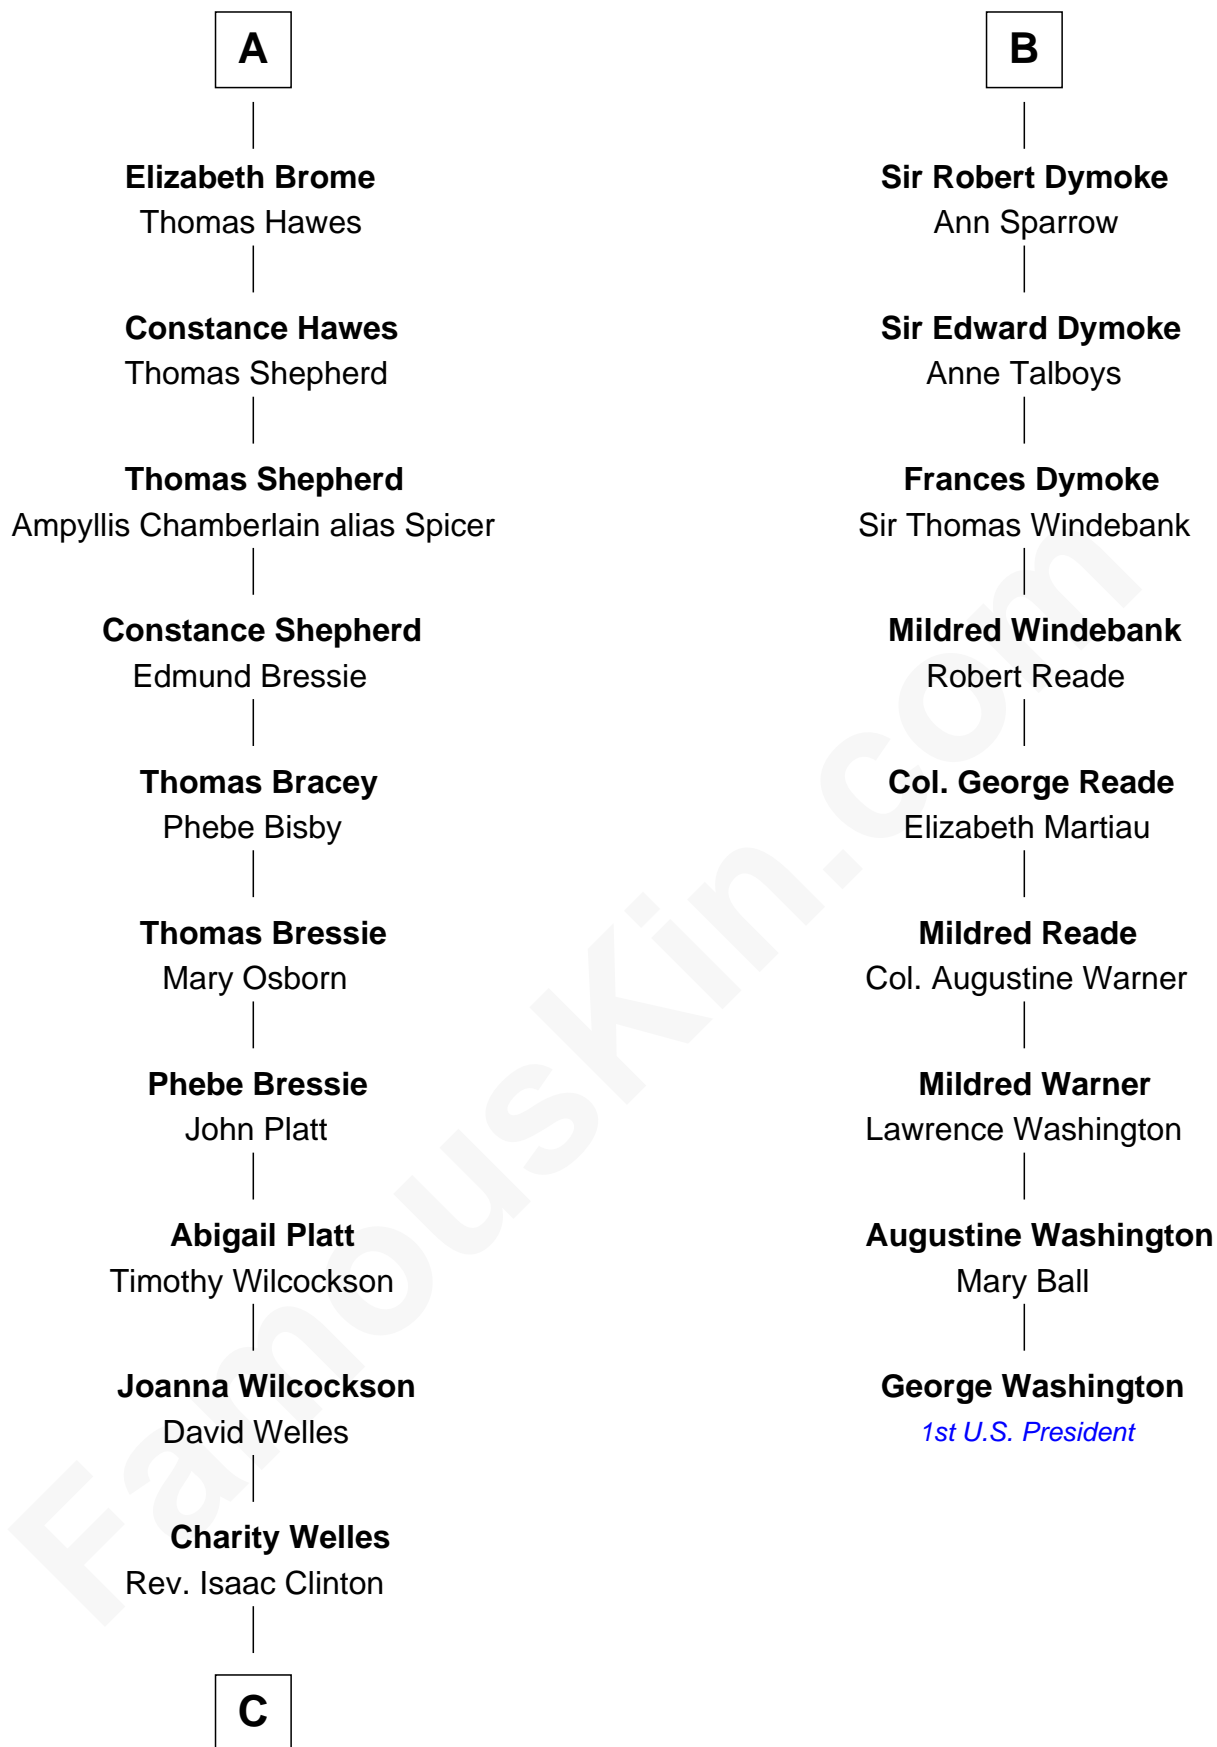 A
Elizabeth Brome
Thomas Hawes
Constance Hawes
Thomas Shepherd
Thomas Shepherd
Ampyllis Chamberlain alias Spicer
Constance Shepherd
Edmund Bressie
Thomas Bracey
Phebe Bisby
Thomas Bressie
Mary Osborn
Phebe Bressie
John Platt
Abigail Platt
Timothy Wilcockson
Joanna Wilcockson
David Welles
Charity Welles
Rev. Isaac Clinton
C
B
Sir Robert Dymoke
Ann Sparrow
Sir Edward Dymoke
Anne Talboys
Frances Dymoke
Sir Thomas Windebank
Mildred Windebank
Robert Reade
Col. George Reade
Elizabeth Martiau
Mildred Reade
Col. Augustine Warner
Mildred Warner
Lawrence Washington
Augustine Washington
Mary Ball
George Washington
1st U.S. President
FamousKin.com